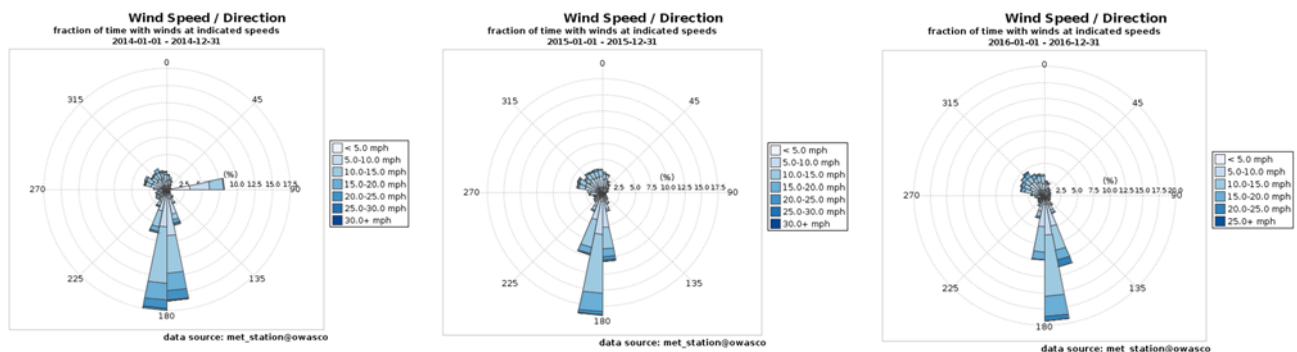 Wind Speed / Direction
fraction of time with winds at indicated speeds
2014-01-01 - 2014-12-31
0
315
45
(%)
2.5 10.0 12.5 15.0 17.5
270
90
225
135
180
< 5.0 mph
5.0-10.0 mph
10.0-15.0 mph
15.0-20.0 mph
20.0-25.0 mph
25.0-30.0 mph
30.0+ mph
data source: met_station@owasco
Wind Speed / Direction
fraction of time with winds at indicated speeds
2015-01-01 - 2015-12-31
0
315
45
(%)
2.5 5.0 7.5 10.0 12.5 15.0 17.5
270
90
225
135
180
< 5.0 mph
5.0-10.0 mph
10.0-15.0 mph
15.0-20.0 mph
20.0-25.0 mph
25.0-30.0 mph
30.0+ mph
data source: met_station@owasco
Wind Speed / Direction
fraction of time with winds at indicated speeds
2016-01-01 - 2016-12-31
0
315
45
(%)
2.5 5.0 7.5 10.0 12.5 15.0 17.5 20.0
270
90
225
135
180
< 5.0 mph
5.0-10.0 mph
10.0-15.0 mph
15.0-20.0 mph
20.0-25.0 mph
25.0+ mph
data source: met_station@owasco